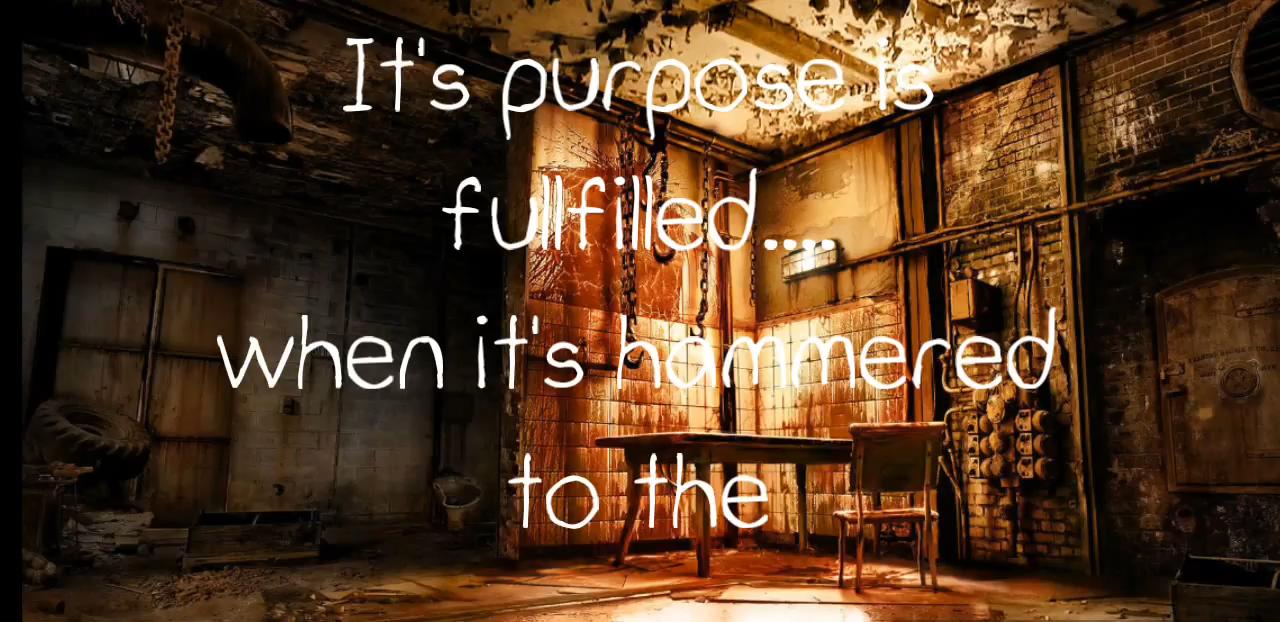 It's purpose is
fullfilled....
when it's hammered
to the